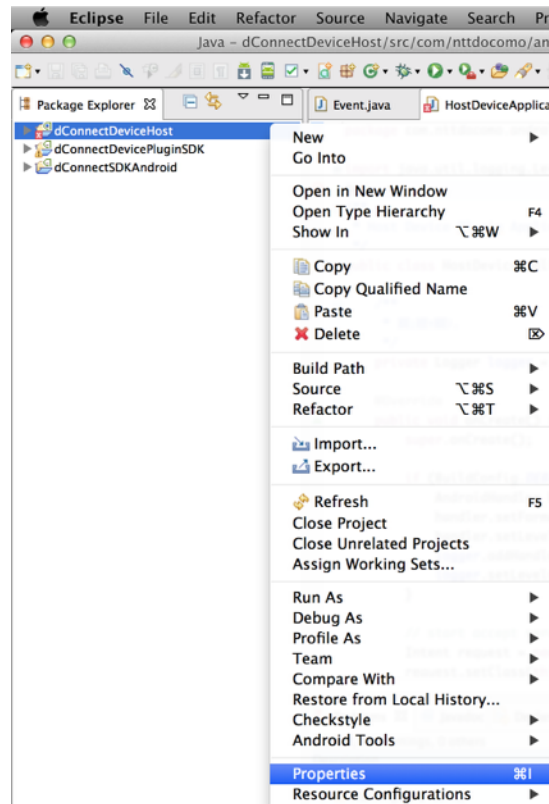 Eclipse File Edit Refactor Source Navigate Search Pr
Java – dConnectDeviceHost/src/com/nttdocomo/an
Package Explorer
Event.java
HostDeviceApplica
dConnectDeviceHost
dConnectDevicePluginSDK
dConnectSDKAndroid
New
Go Into
Open in New Window
Open Type Hierarchy F4
Show In ⌥⌘W
Copy ⌘C
Copy Qualified Name
Paste ⌘V
Delete ⌦
Build Path
Source ⌥⌘S
Refactor ⌥⌘T
Import...
Export...
Refresh F5
Close Project
Close Unrelated Projects
Assign Working Sets...
Run As
Debug As
Profile As
Team
Compare With
Restore from Local History...
Checkstyle
Android Tools
Properties ⌘I
Resource Configurations